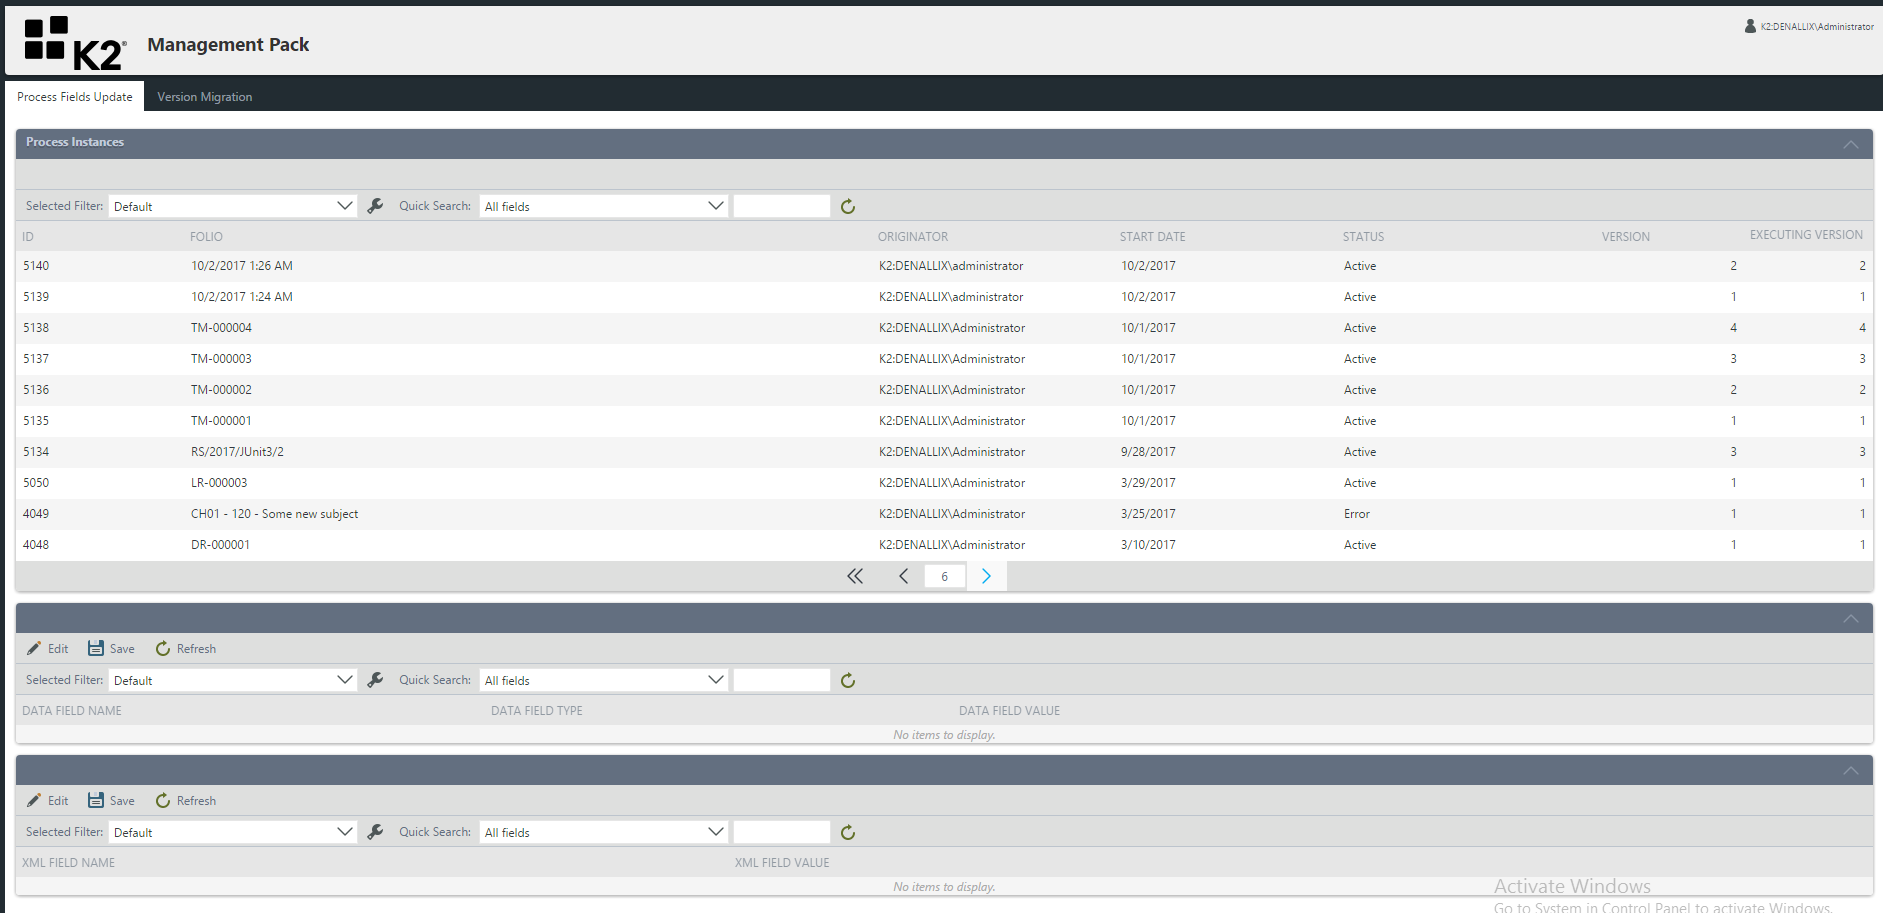 K2® Management Pack K2:DENALLIX\Administrator
Process Fields Update Version Migration
Process Instances
Selected Filter: Default Quick Search: All fields
ID FOLIO ORIGINATOR START DATE STATUS VERSION EXECUTING VERSION
5140 10/2/2017 1:26 AM K2:DENALLIX\administrator 10/2/2017 Active 2 2
5139 10/2/2017 1:24 AM K2:DENALLIX\administrator 10/2/2017 Active 1 1
5138 TM-000004 K2:DENALLIX\Administrator 10/1/2017 Active 4 4
5137 TM-000003 K2:DENALLIX\Administrator 10/1/2017 Active 3 3
5136 TM-000002 K2:DENALLIX\Administrator 10/1/2017 Active 2 2
5135 TM-000001 K2:DENALLIX\Administrator 10/1/2017 Active 1 1
5134 RS/2017/JUnit3/2 K2:DENALLIX\Administrator 9/28/2017 Active 3 3
5050 LR-000003 K2:DENALLIX\Administrator 3/29/2017 Active 1 1
4049 CH01 - 120 - Some new subject K2:DENALLIX\Administrator 3/25/2017 Error 1 1
4048 DR-000001 K2:DENALLIX\Administrator 3/10/2017 Active 1 1
6
Edit Save Refresh
Selected Filter: Default Quick Search: All fields
DATA FIELD NAME DATA FIELD TYPE DATA FIELD VALUE
No items to display.
Edit Save Refresh
Selected Filter: Default Quick Search: All fields
XML FIELD NAME XML FIELD VALUE
No items to display.
Activate Windows
Go to System in Control Panel to activate Windows.